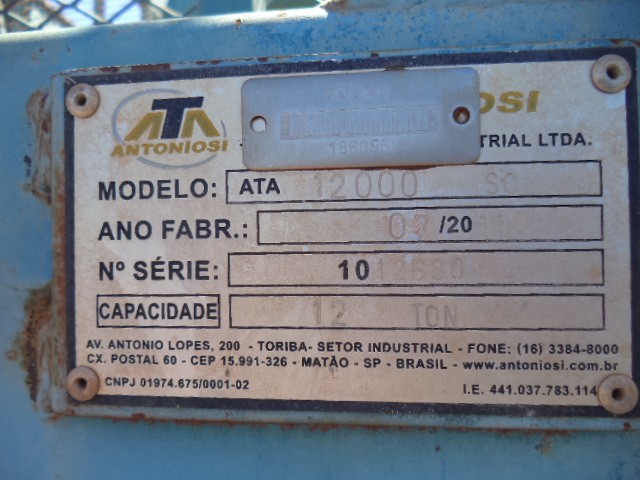 ATA
ANTONIOSI
OSI
TRIAL LTDA.
MODELO: ATA 12000 SC
ANO FABR.: /20
Nº SÉRIE: 1012680
CAPACIDADE 12 TON
AV. ANTONIO LOPES, 200 - TORIBA- SETOR INDUSTRIAL - FONE: (16) 3384-8000
CX. POSTAL 60 - CEP 15.991-326 - MATÃO - SP - BRASIL - www.antoniosi.com.br
CNPJ 01974.675/0001-02 I.E. 441.037.783.114